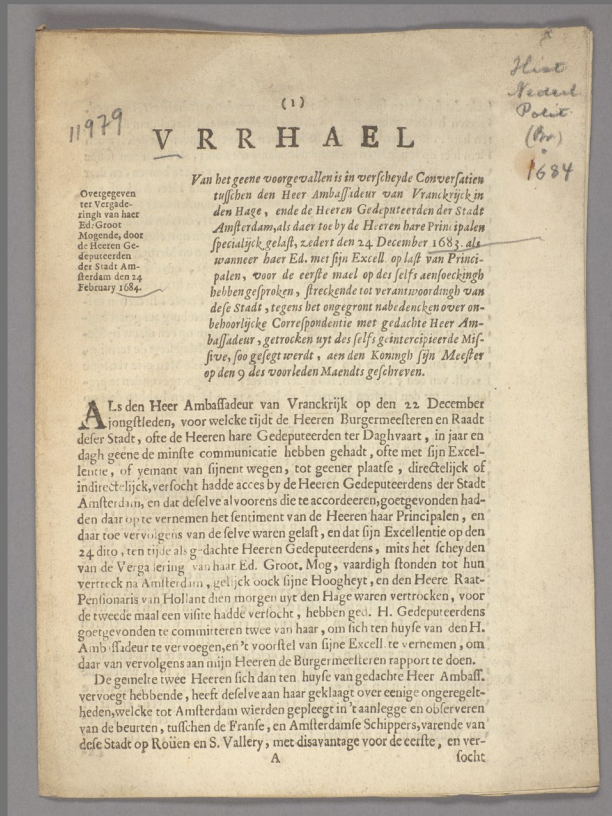 (1)
11979
Hist
Nederl
Polit
(Br)
1684
VRRHAEL
Overgegeven
ter Vergade-
ringh van haer
Ed. Groot
Mogende, door
de Heeren Ge-
deputeerden
der Stadt Am-
sterdam den 24
February 1684.
Van het geene voorgevallen is in verscheyde Conversatien
tusschen den Heer Ambassadeur van Vranckrijck in
den Hage, ende de Heeren Gedeputeerden der Stadt
Amsterdam, als daer toe by de Heeren hare Principalen
specialijck gelast, zedert den 24 December 1683. als
wanneer haer Ed. met sijn Excell. op last van Princi-
palen, voor de eerste mael op des selfs aensoeckingh
hebben gesproken, streckende tot verantwoordingh van
dese Stadt, tegens het ongegront nabedencken over on-
behoorlijcke Correspondentie met gedachte Heer Am-
bassadeur, getrocken uyt des selfs geintercipieerde Mis-
sive, soo gesegt werdt, aen den Koningh sijn Meester
op den 9 des voorleden Maendts geschreven.
ALs den Heer Ambassadeur van Vranckrijk op den 22 December
jongstleden, voor welcke tijdt de Heeren Burgermeesteren en Raadt
deser Stadt, ofte de Heeren hare Gedeputeerden ter Daghvaart, in jaer en
dagh geene de minste communicatie hebben gehad, ofte met sijn Excel-
lentie, of yemant van sijnent wegen, tot geener plaatse, directelijck of
indirectelijck, versocht hadde acces by de Heeren Gedeputeerdens der Stadt
Amsterdam, en dat deselve alvoorens die te accordeeren, goetgevonden had-
den dair op te vernemen het sentiment van de Heeren haar Principalen, en
daar toe vervolgens van de selve waren gelast, en dat sijn Excellentie op den
24 dito, ten tijde als gedachte Heeren Gedeputeerdens, mits het scheyden
van de Vergadering van haar Ed. Groot. Mog, vaardigh stonden tot hun
vertreck na Amsterdam, gelijck oock sijne Hoogheyt, en den Heere Raat-
Pensionaris van Hollant dien morgen uyt den Hage waren vertrocken, voor
de tweede maal een visite hadde versocht, hebben ged. H. Gedeputeerdens
goetgevonden te committeren twee van haar, om sich ten huyse van den H.
Ambassadeur te vervoegen, en 't voorstel van sijne Excell. te vernemen, om
daar van vervolgens aan mijn Heeren de Burgermeesteren rapport te doen.
De gemelte twee Heeren sich dan ten huyse van gedachte Heer Ambass.
vervoegt hebbende, heeft deselve aan haar geklaagt over eenige ongeregelt-
heden, welcke tot Amsterdam wierden gepleegt in 't aanlegge en observeren
van de beurten, tusschen de Franse, en Amsterdamse Schippers, varende van
dese Stadt op Roüen en S. Vallery, met disavantage voor de eerste, en ver-
A
socht